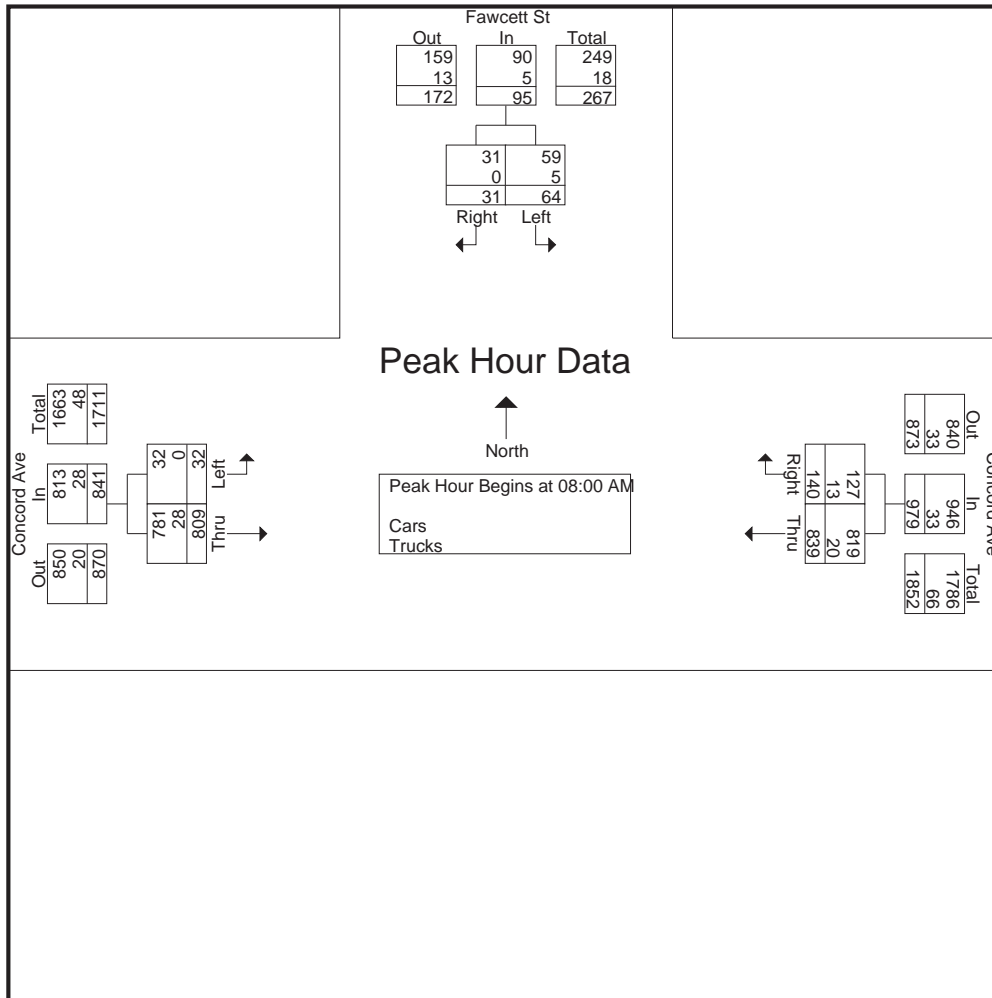 Fawcett St
Out In Total
159 90 249
13 5 18
172 95 267
31 59
0 5
31 64
Right Left
Peak Hour Data
North
Peak Hour Begins at 08:00 AM
Cars
Trucks
Concord Ave
Total In Out
1663 813 850
48 28 20
1711 841 870
32 781
0 28
32 809
Left Thru
Concord Ave
Out In Total
840 946 1786
33 33 66
873 979 1852
127 819
13 20
140 839
Right Thru